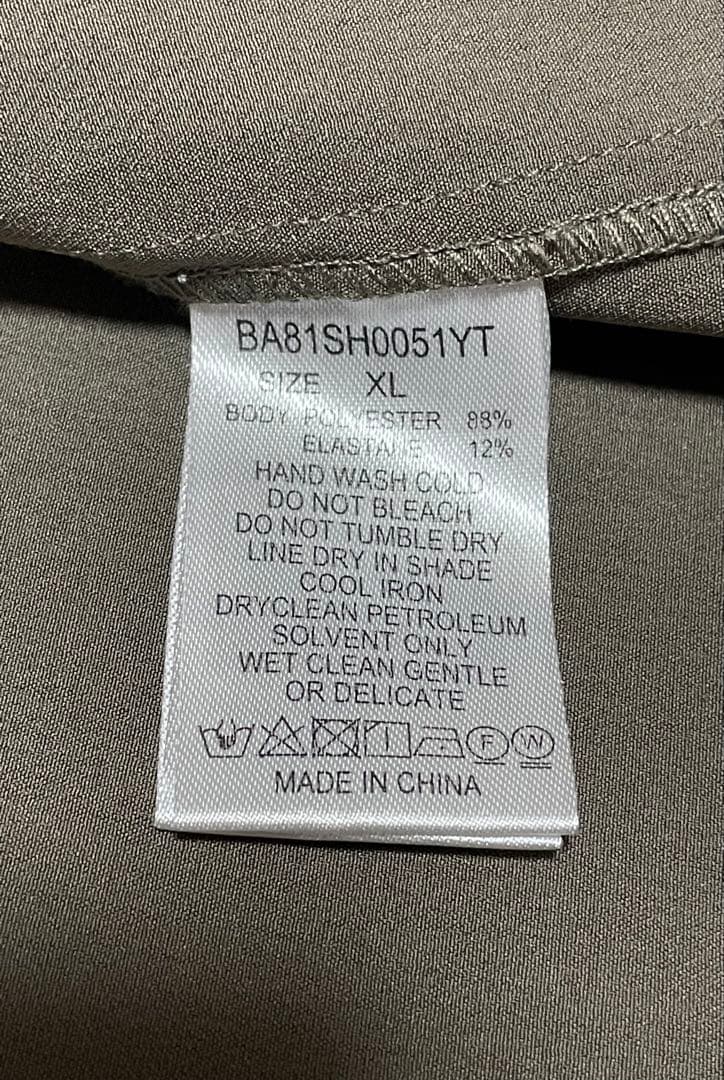 BA81SH0051YT
SIZE XL
BODY POLYESTER 88%
ELASTANE 12%
HAND WASH COLD
DO NOT BLEACH
DO NOT TUMBLE DRY
LINE DRY IN SHADE
COOL IRON
DRYCLEAN PETROLEUM
SOLVENT ONLY
WET CLEAN GENTLE
OR DELICATE
F W
MADE IN CHINA